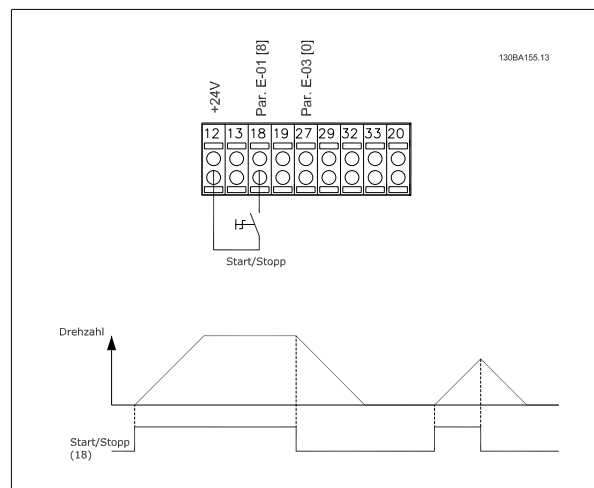 130BA155.13
+24V
Par. E-01 [8]
Par. E-03 [0]
12 13 18 19 27 29 32 33 20
Start/Stopp
Drehzahl
Start/Stopp
(18)